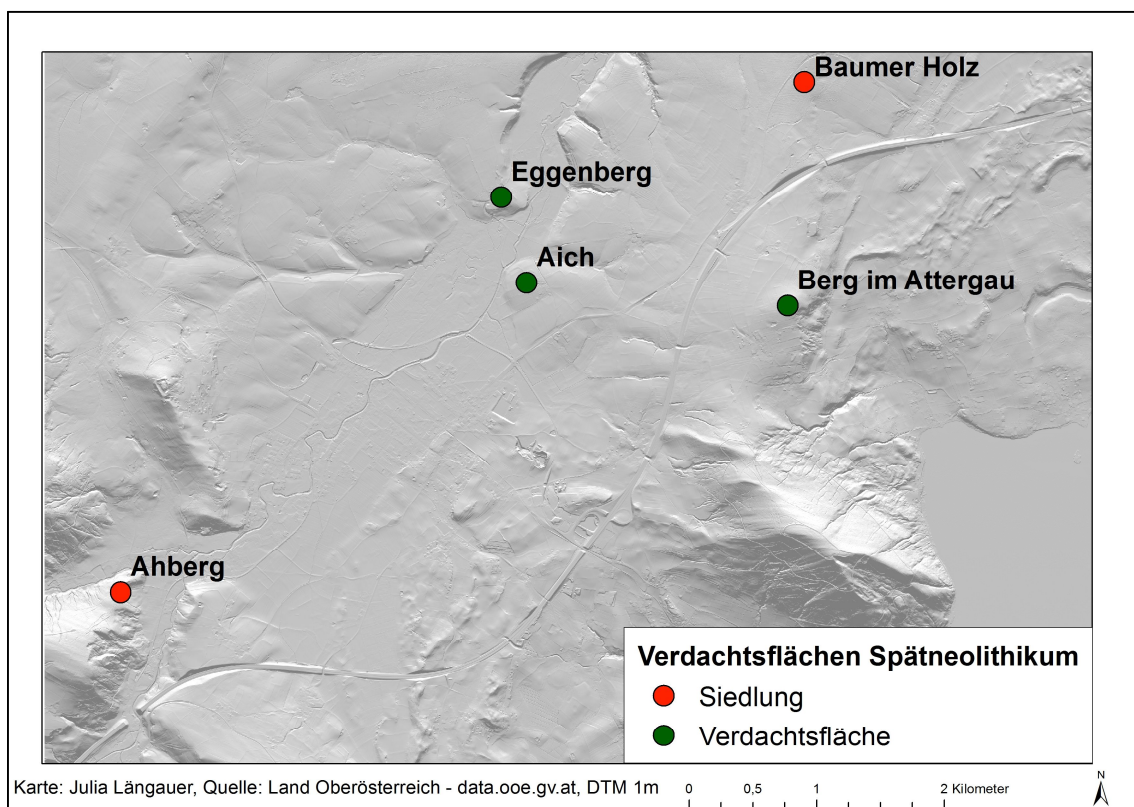 Baumer Holz
Eggenberg
Aich
Berg im Attergau
Ahberg
Verdachtsflächen Spätneolithikum
Siedlung
Verdachtsfläche
Karte: Julia Längauer, Quelle: Land Oberösterreich - data.ooe.gv.at, DTM 1m
0 0,5 1 2 Kilometer
N